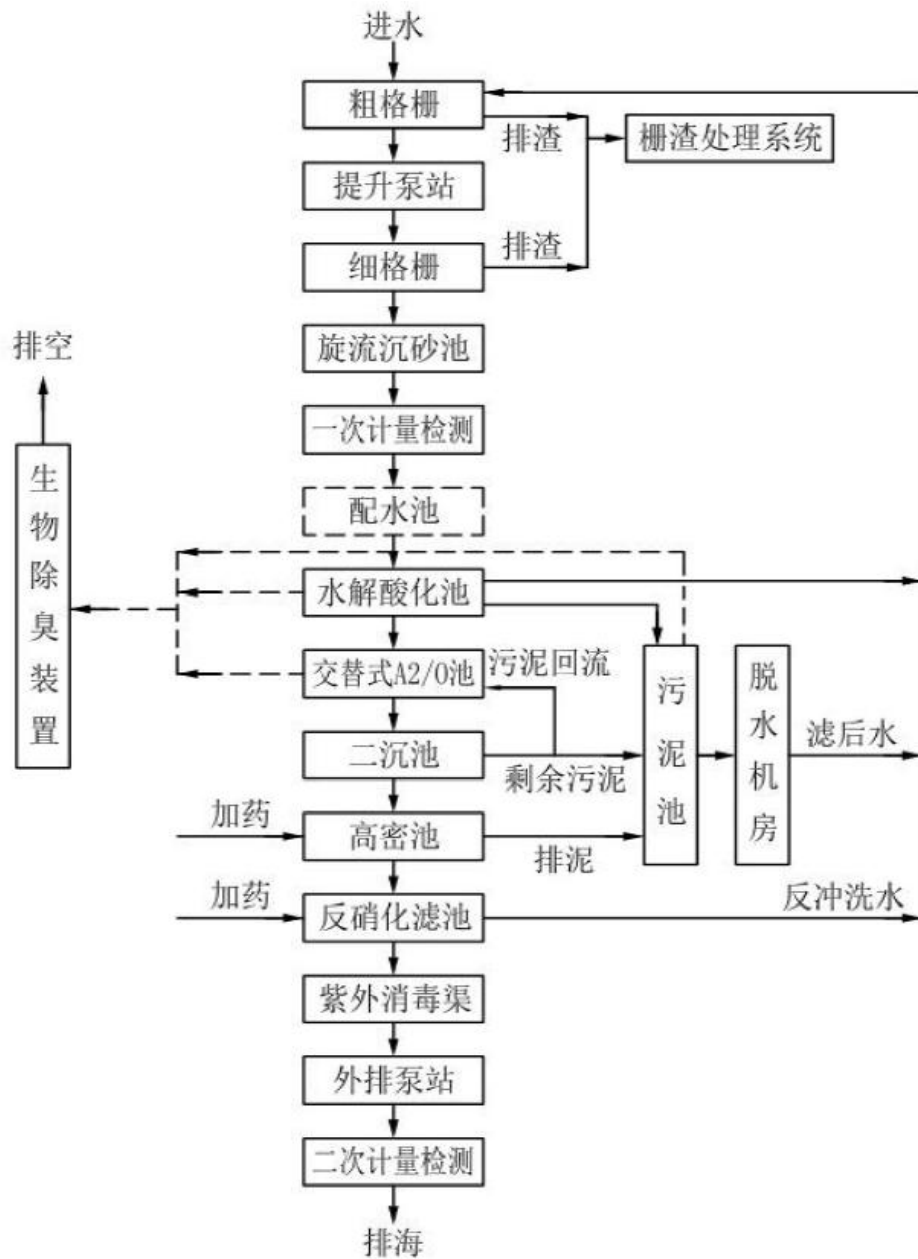 进水
粗格栅
排渣
栅渣处理系统
提升泵站
细格栅
排渣
旋流沉砂池
排空
一次计量检测
配水池
生物除臭装置
水解酸化池
交替式A2/O池
污泥回流
污泥池
脱水机房
二沉池
剩余污泥
滤后水
加药
高密池
排泥
加药
反硝化滤池
反冲洗水
紫外消毒渠
外排泵站
二次计量检测
排海